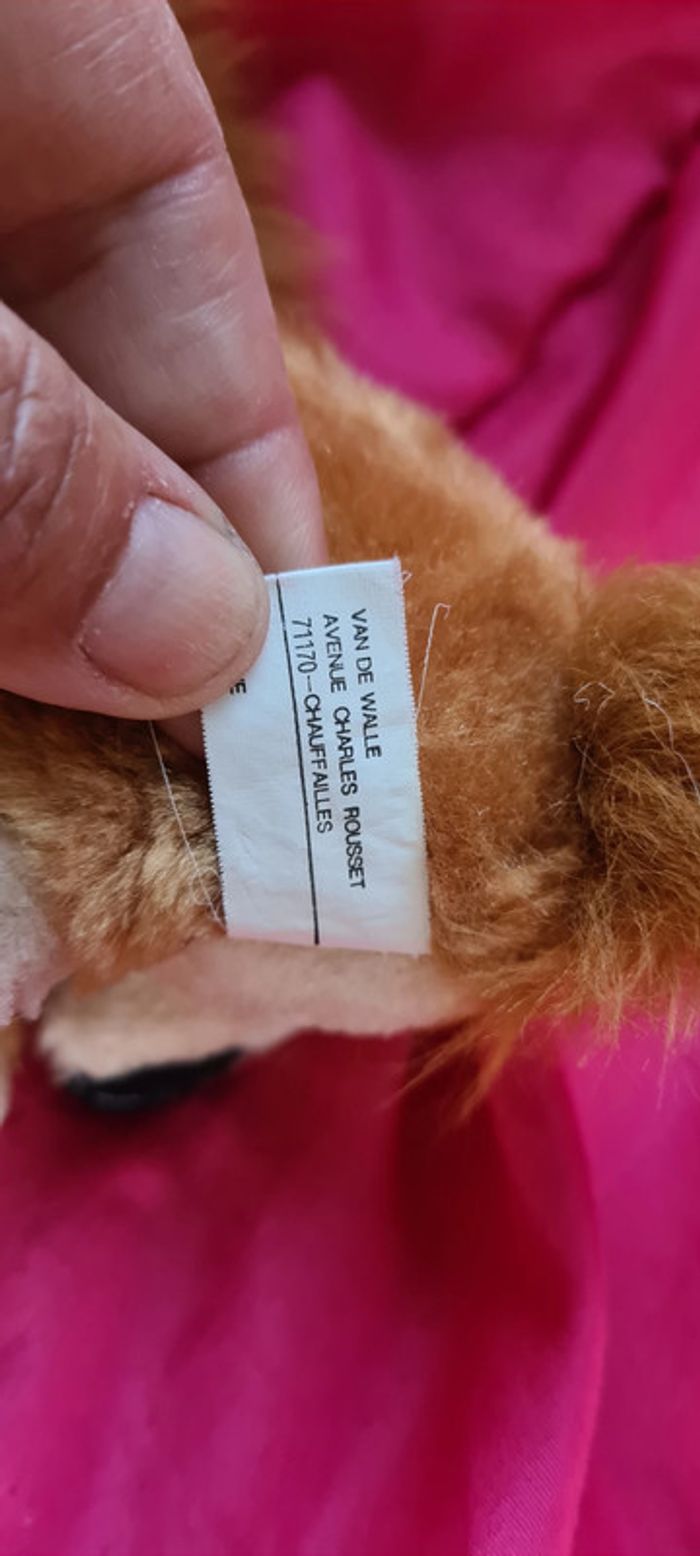 VAN DE WALLE
AVENUE CHARLES ROUSSET
71170-CHAUFFAILLES